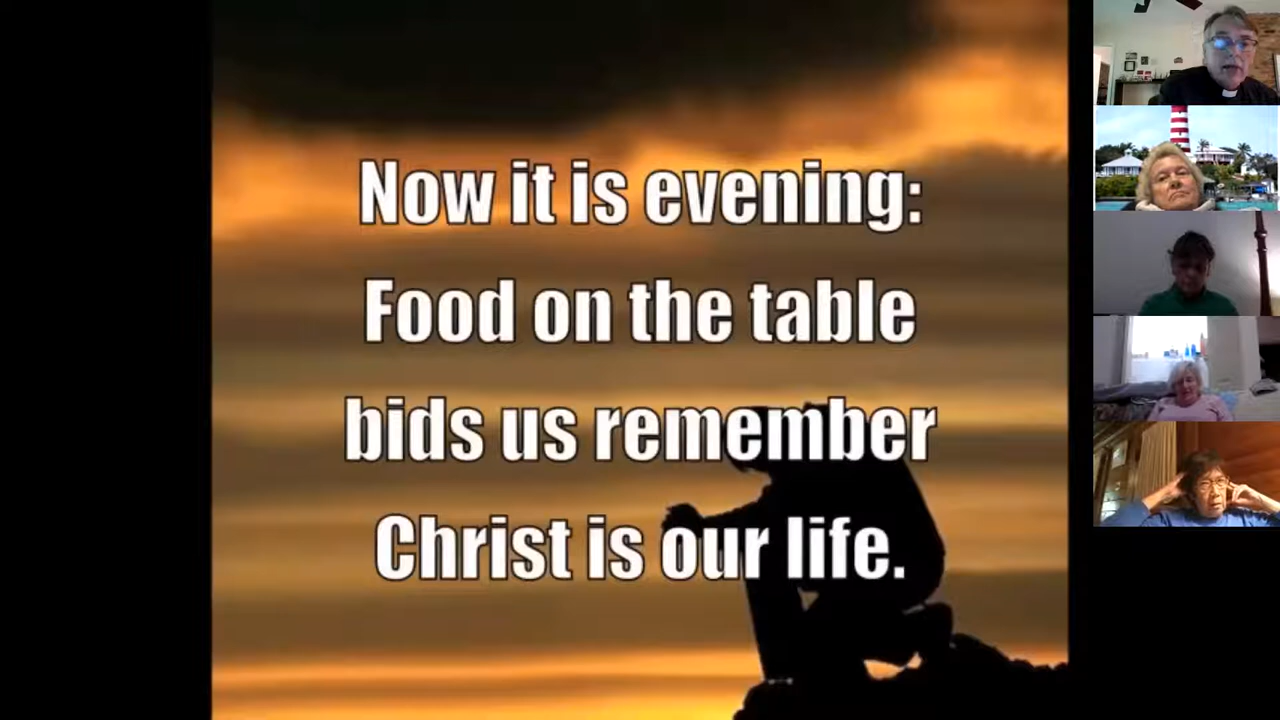 Now it is evening:
Food on the table
bids us remember
Christ is our life.